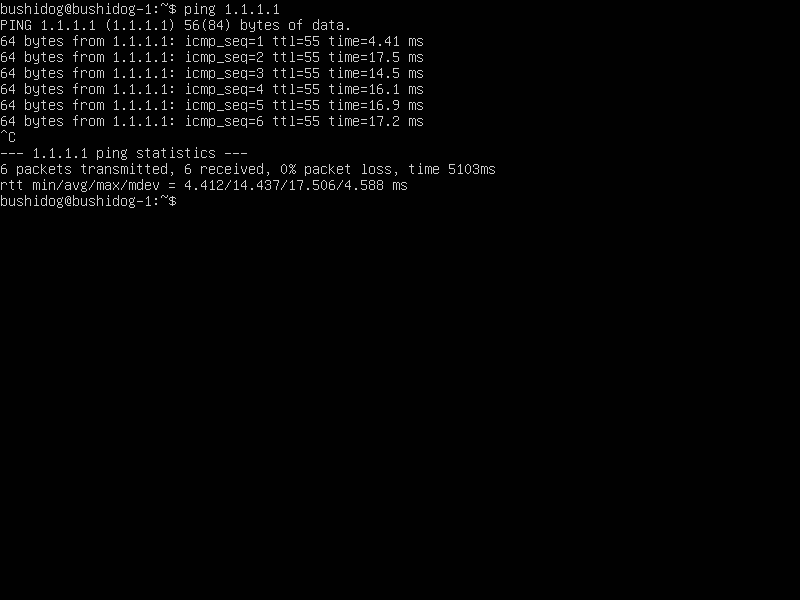 bushidog@bushidog-1:~$ ping 1.1.1.1
PING 1.1.1.1 (1.1.1.1) 56(84) bytes of data.
64 bytes from 1.1.1.1: icmp_seq=1 ttl=55 time=4.41 ms
64 bytes from 1.1.1.1: icmp_seq=2 ttl=55 time=17.5 ms
64 bytes from 1.1.1.1: icmp_seq=3 ttl=55 time=14.5 ms
64 bytes from 1.1.1.1: icmp_seq=4 ttl=55 time=16.1 ms
64 bytes from 1.1.1.1: icmp_seq=5 ttl=55 time=16.9 ms
64 bytes from 1.1.1.1: icmp_seq=6 ttl=55 time=17.2 ms
^C
--- 1.1.1.1 ping statistics ---
6 packets transmitted, 6 received, 0% packet loss, time 5103ms
rtt min/avg/max/mdev = 4.412/14.437/17.506/4.588 ms
bushidog@bushidog-1:~$